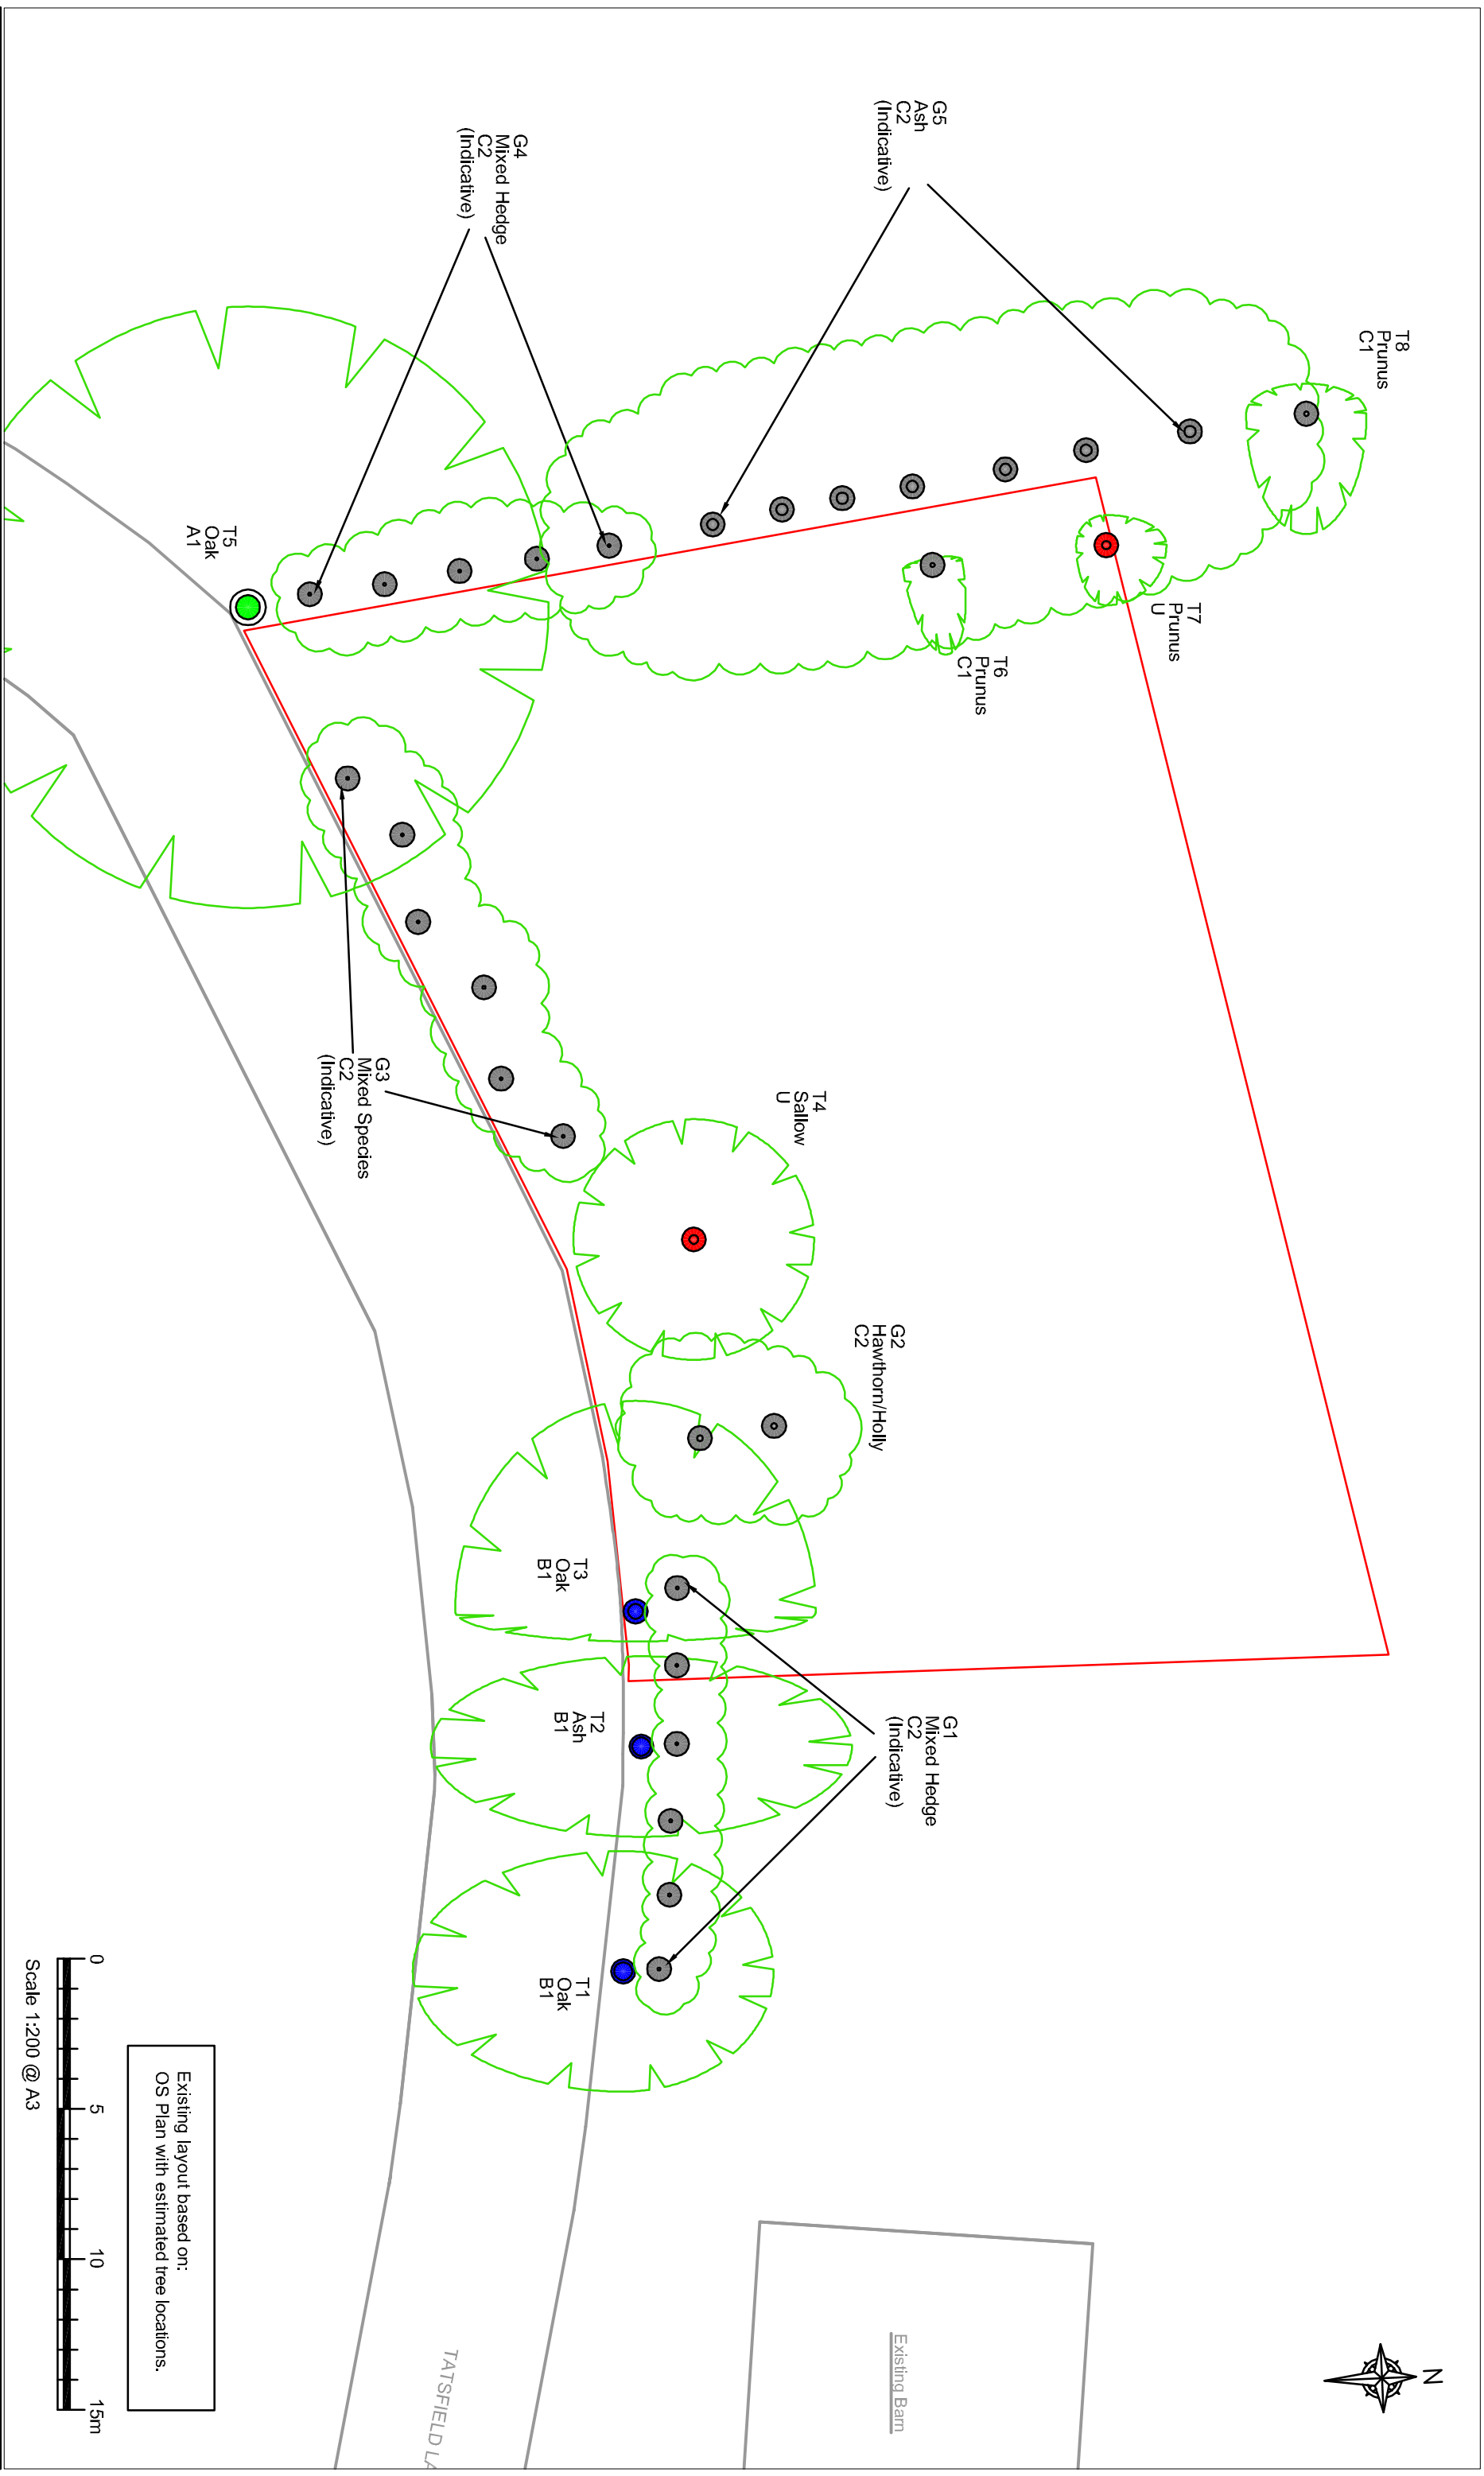 N
T8
Prunus
C1
G5
Ash
C2
(Indicative)
G4
Mixed Hedge
C2
(Indicative)
T7
Prunus
U
T6
Prunus
C1
T5
Oak
A1
T4
Sallow
U
G3
Mixed Species
C2
(Indicative)
G2
Hawthorn/Holly
C2
T3
Oak
B1
G1
Mixed Hedge
C2
(Indicative)
T2
Ash
B1
T1
Oak
B1
Existing Barn
TATSFIELD LA
Existing layout based on:
OS Plan with estimated tree locations.
0 5 10 15m
Scale 1:200 @ A3